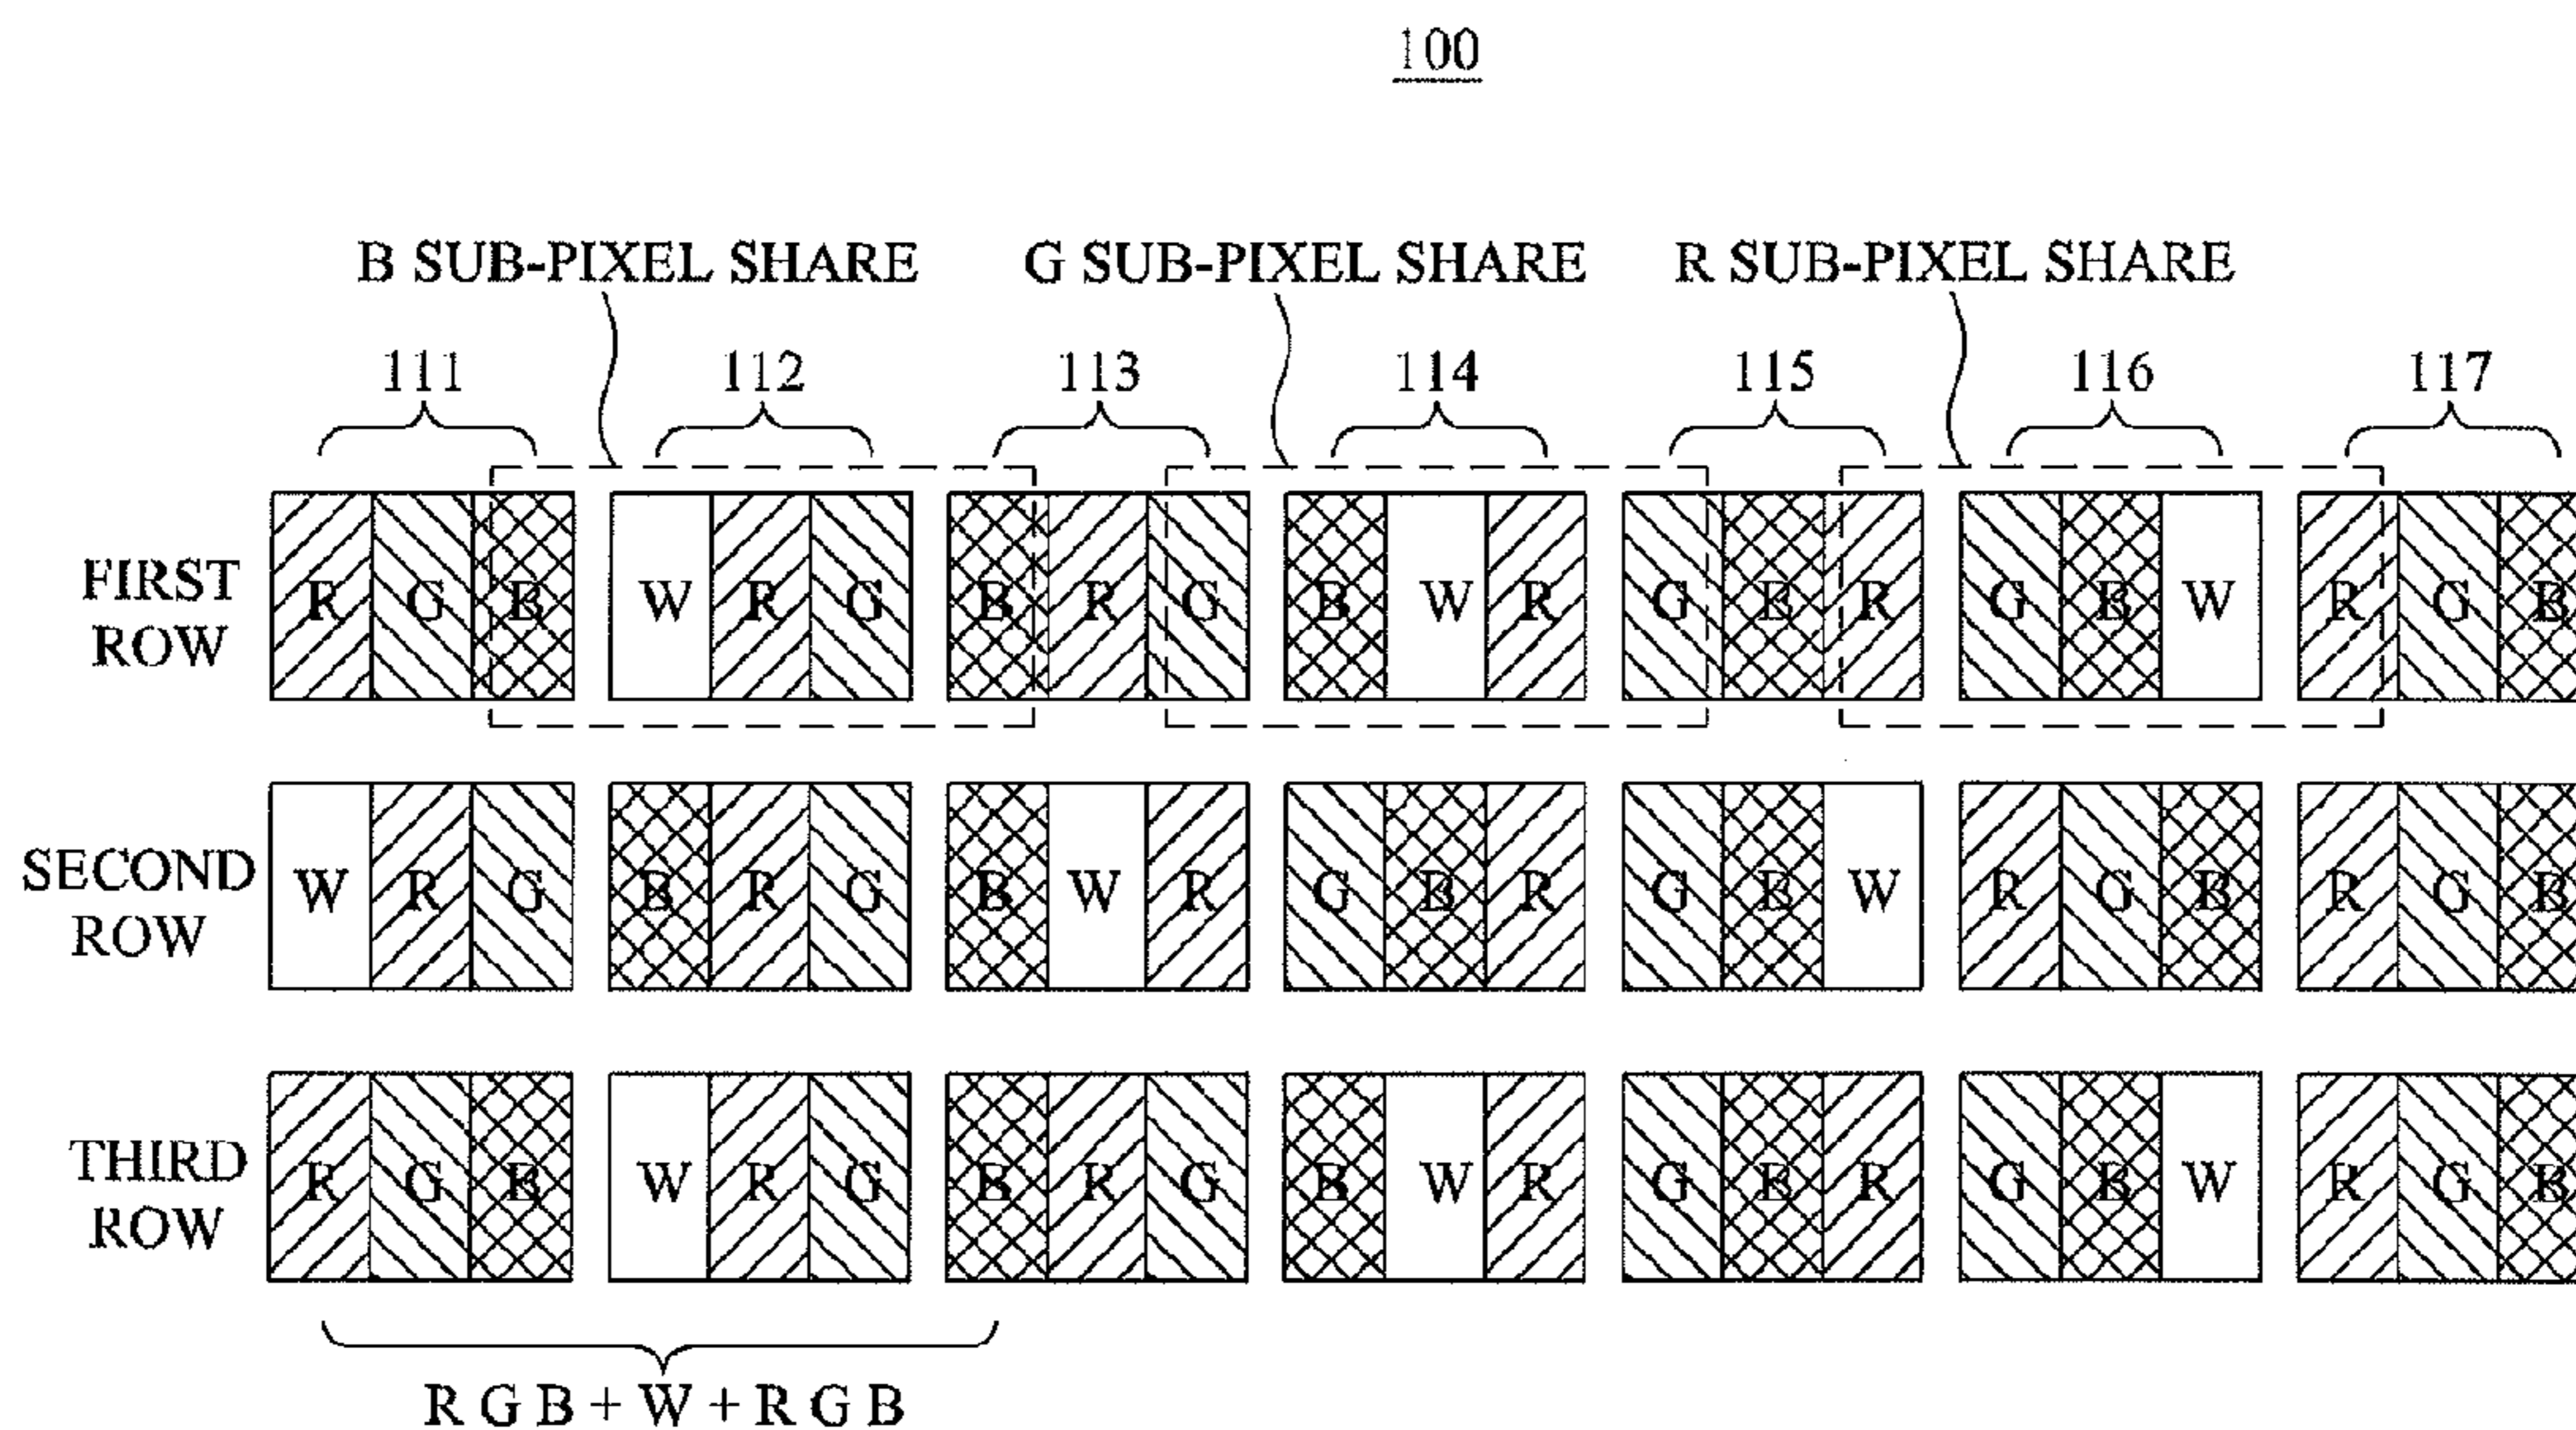 100
B SUB-PIXEL SHARE G SUB-PIXEL SHARE R SUB-PIXEL SHARE
111 112 113 114 115 116 117
FIRST ROW R G B W R G B R G B W R G B R G B W R G B
SECOND ROW W R G B R G B W R G B R G B W R G B R G B
THIRD ROW R G B W R G B R G B W R G B R G B W R G B
R G B + W + R G B